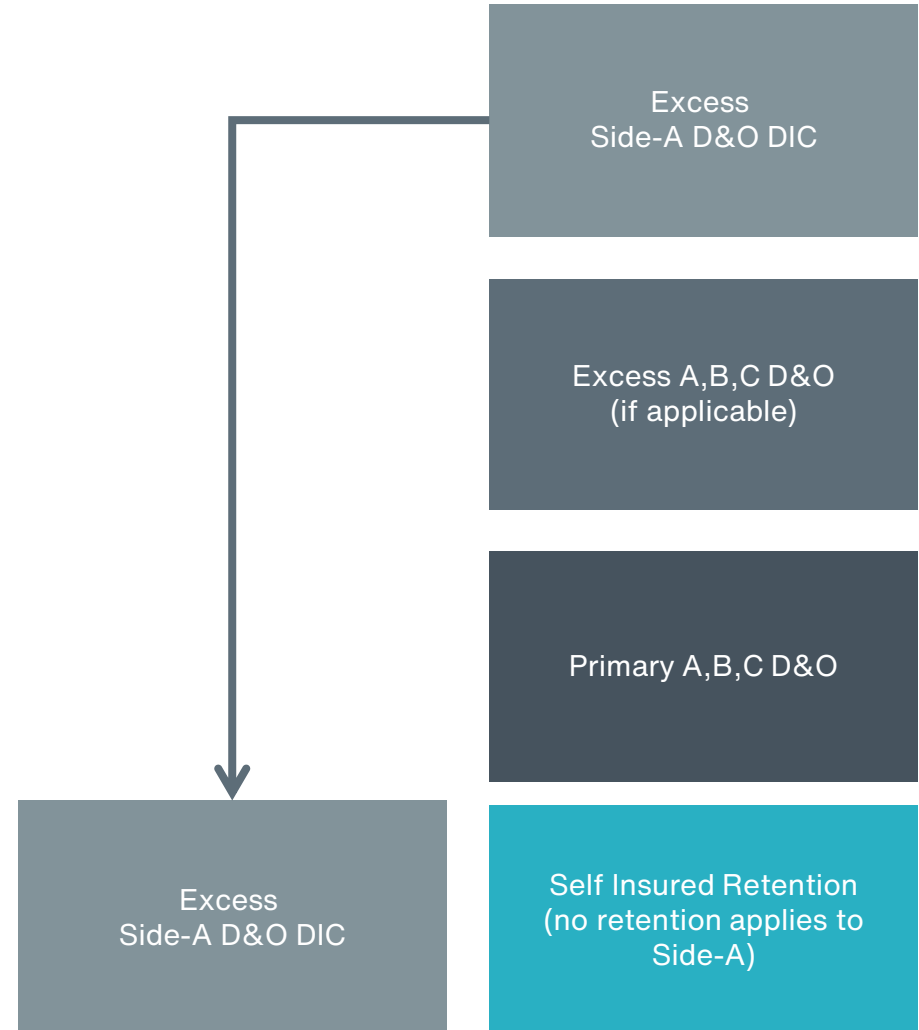 Excess
Side-A D&O DIC
Excess A,B,C D&O
(if applicable)
Primary A,B,C D&O
Excess
Side-A D&O DIC
Self Insured Retention
(no retention applies to
Side-A)